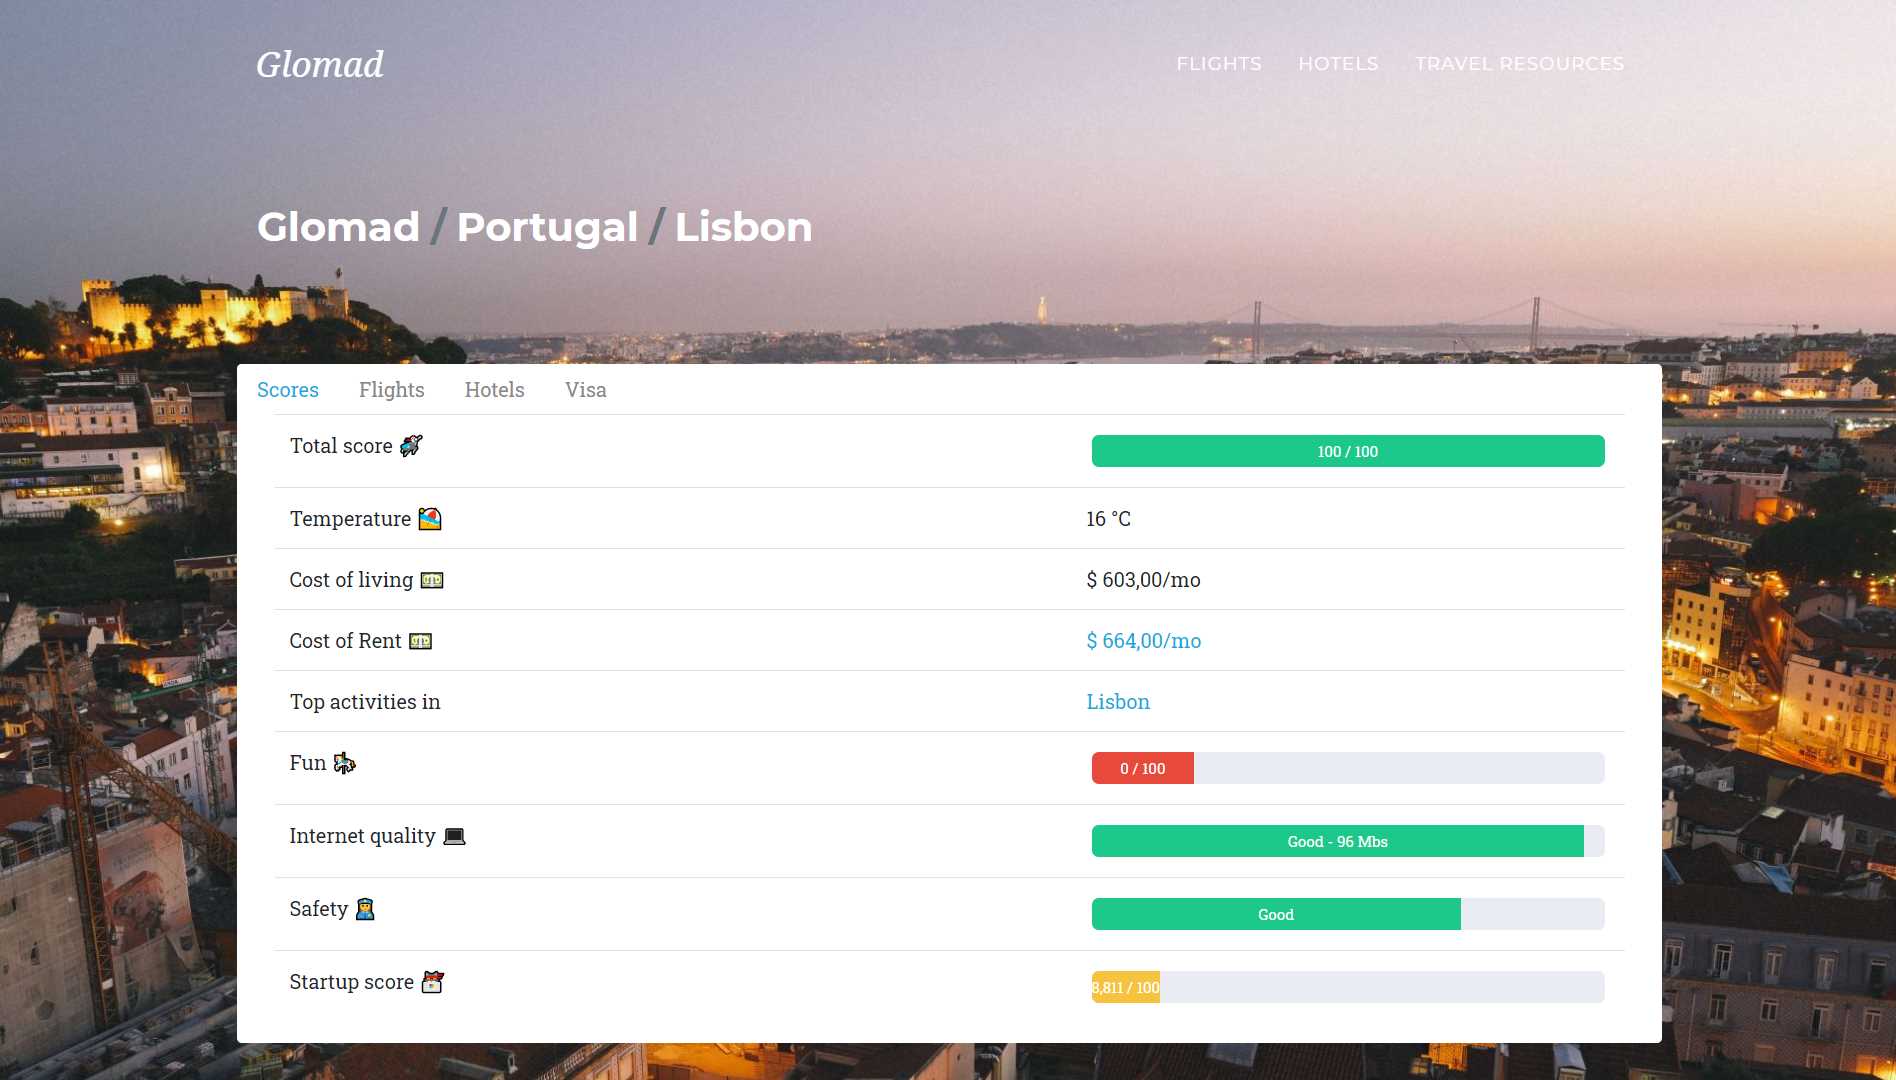 Glomad
FLIGHTS HOTELS TRAVEL RESOURCES
Glomad / Portugal / Lisbon
Scores Flights Hotels Visa
Total score 100 / 100
Temperature 16 °C
Cost of living $ 603,00/mo
Cost of Rent $ 664,00/mo
Top activities in Lisbon
Fun 0 / 100
Internet quality Good - 96 Mbs
Safety Good
Startup score 8,811 / 100